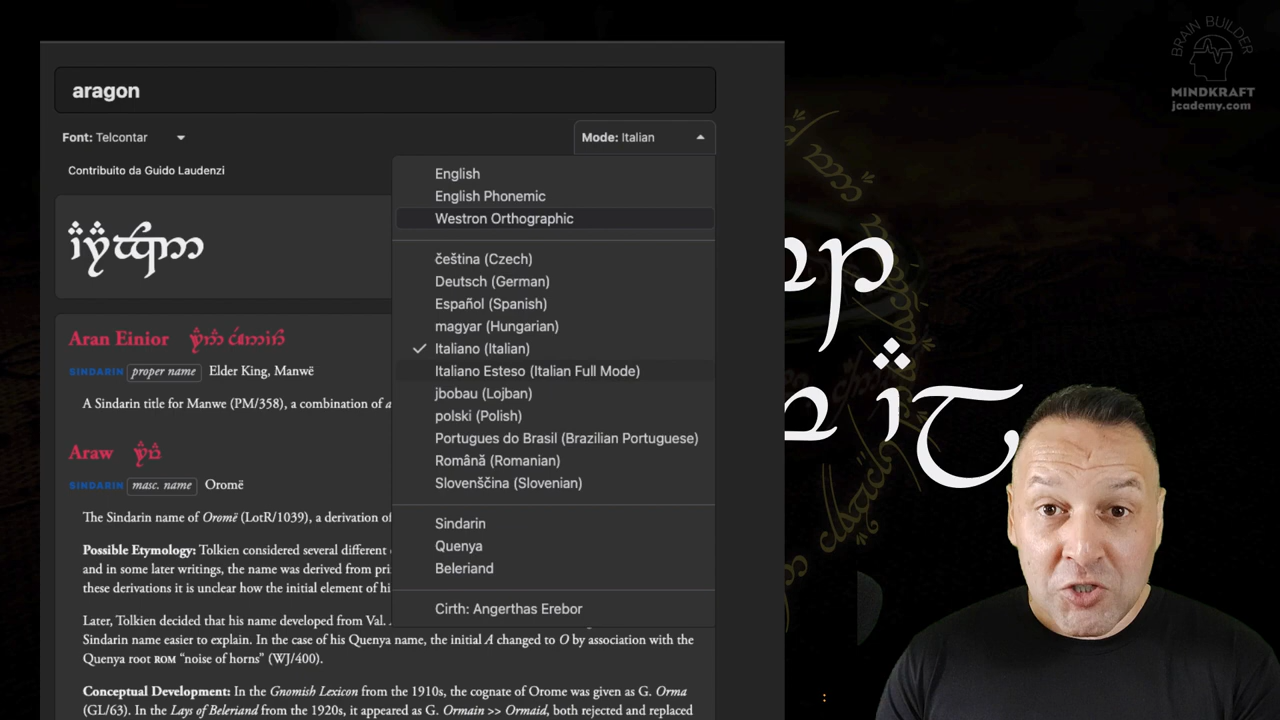 BRAIN BUILDER
MINDKRAFT
jcademy.com
aragon
Font: Telcontar
Mode: Italian
Contribuito da Guido Laudenzi
English
English Phonemic
Westron Orthographic
čeština (Czech)
Deutsch (German)
Español (Spanish)
magyar (Hungarian)
Italiano (Italian)
Italiano Esteso (Italian Full Mode)
jbobau (Lojban)
polski (Polish)
Portugues do Brasil (Brazilian Portuguese)
Română (Romanian)
Slovenščina (Slovenian)
Sindarin
Quenya
Beleriand
Cirth: Angerthas Erebor
Aran Einior
SINDARIN proper name Elder King, Manwë
A Sindarin title for Manwe (PM/358), a combination of
Araw
SINDARIN masc. name Oromë
The Sindarin name of Oromë (LotR/1039), a derivation of
Possible Etymology: Tolkien considered several different
and in some later writings, the name was derived from
these derivations it is unclear how the initial element of
Later, Tolkien decided that his name developed from Val.
Sindarin name easier to explain. In the case of his Quenya name, the initial A changed to O by association with the
Quenya root ROM “noise of horns” (WJ/400).
Conceptual Development: In the Gnomish Lexicon from the 1910s, the cognate of Orome was given as G. Orma
(GL/63). In the Lays of Beleriand from the 1920s, it appeared as G. Ormain >> Ormaid, both rejected and replaced